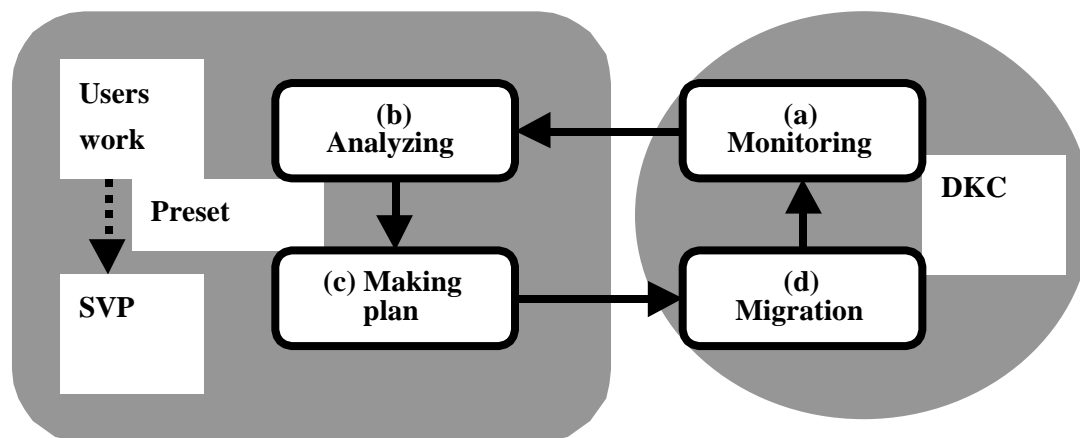 Users
work
Preset
SVP
(b)
Analyzing
(c) Making
plan
(a)
Monitoring
(d)
Migration
DKC